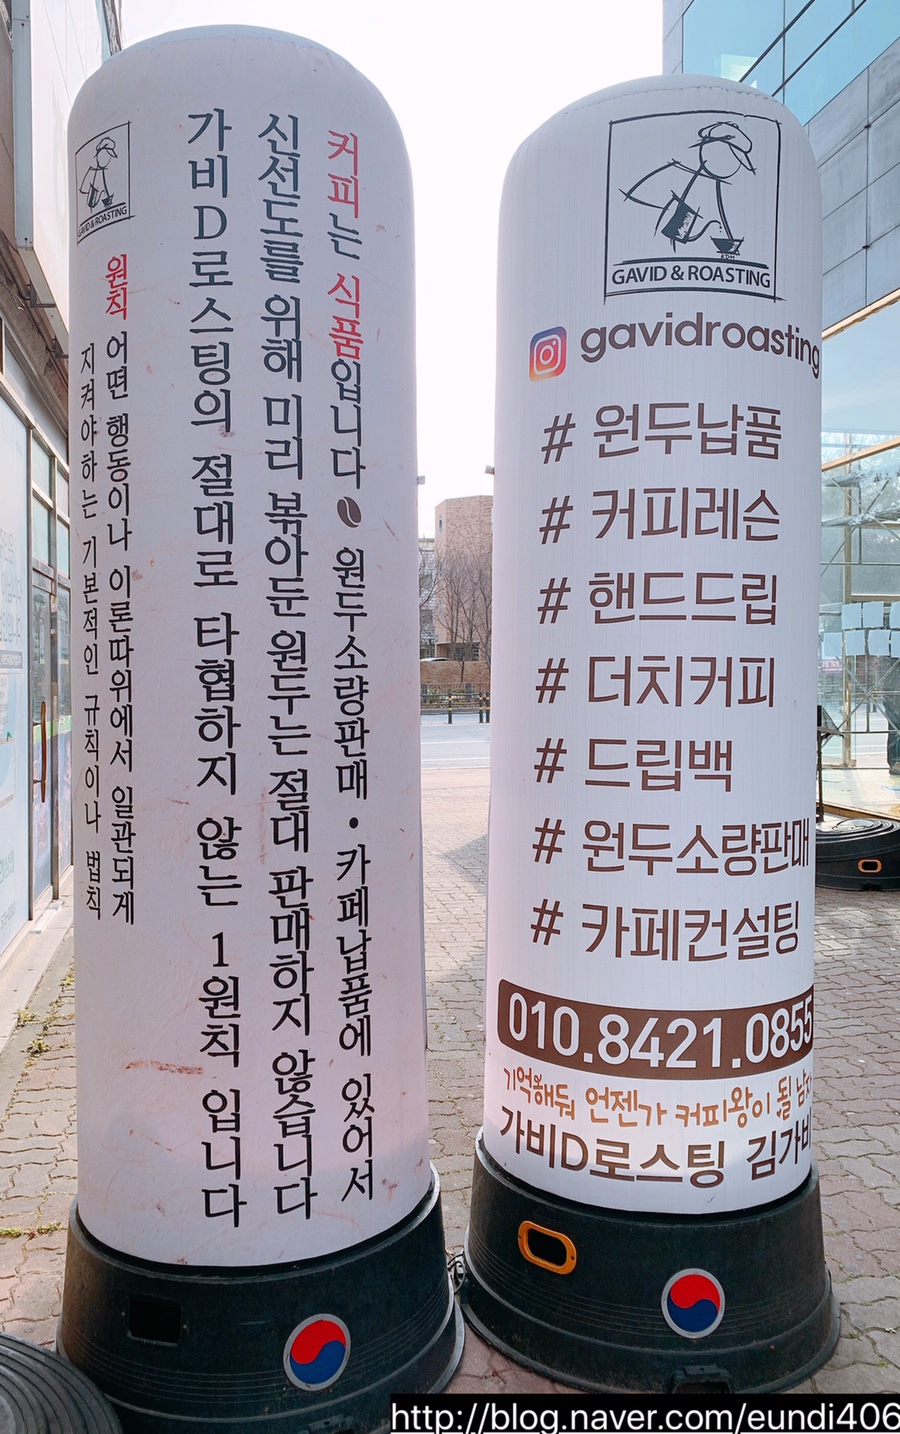 커피는 식품입니다 원두소량판매 • 카페납품에 있어서
신선도를 위해 미리 볶아둔 원두는 절대 판매하지 않습니다
가비D로스팅의 절대로 타협하지 않는 1원칙 입니다
GAVID & ROASTING
원칙 어떤 행동이나 이론따위에서 일관되게
지켜야하는 기본적인 규칙이나 법칙
GAVID & ROASTING
gavidroasting
# 원두납품
# 커피레슨
# 핸드드립
# 더치커피
# 드립백
# 원두소량판매
# 카페컨설팅
010.8421.0855
기억해둬 언젠가 커피왕이 될 남자
가비D로스팅 김가비
http://blog.naver.com/eundi406